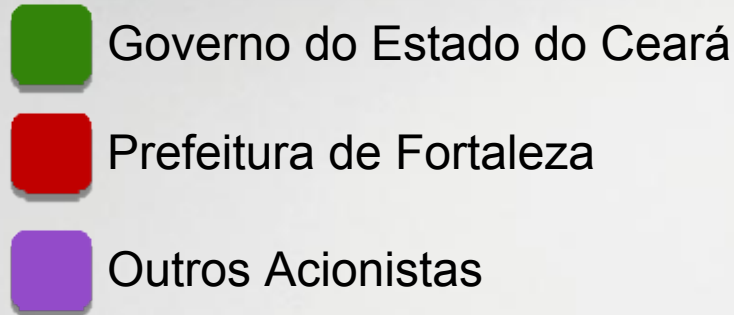 Governo do Estado do Ceará
Prefeitura de Fortaleza
Outros Acionistas